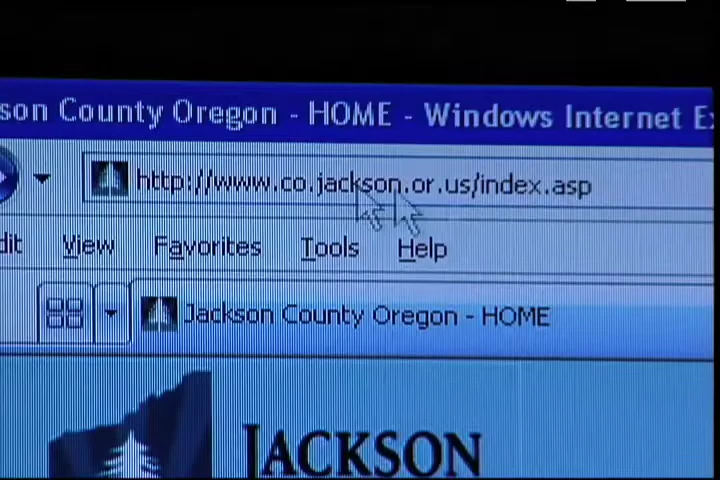 son County Oregon - HOME - Windows Internet E
http://www.co.jackson.or.us/index.asp
dit View Favorites Tools Help
Jackson County Oregon - HOME
JACKSON